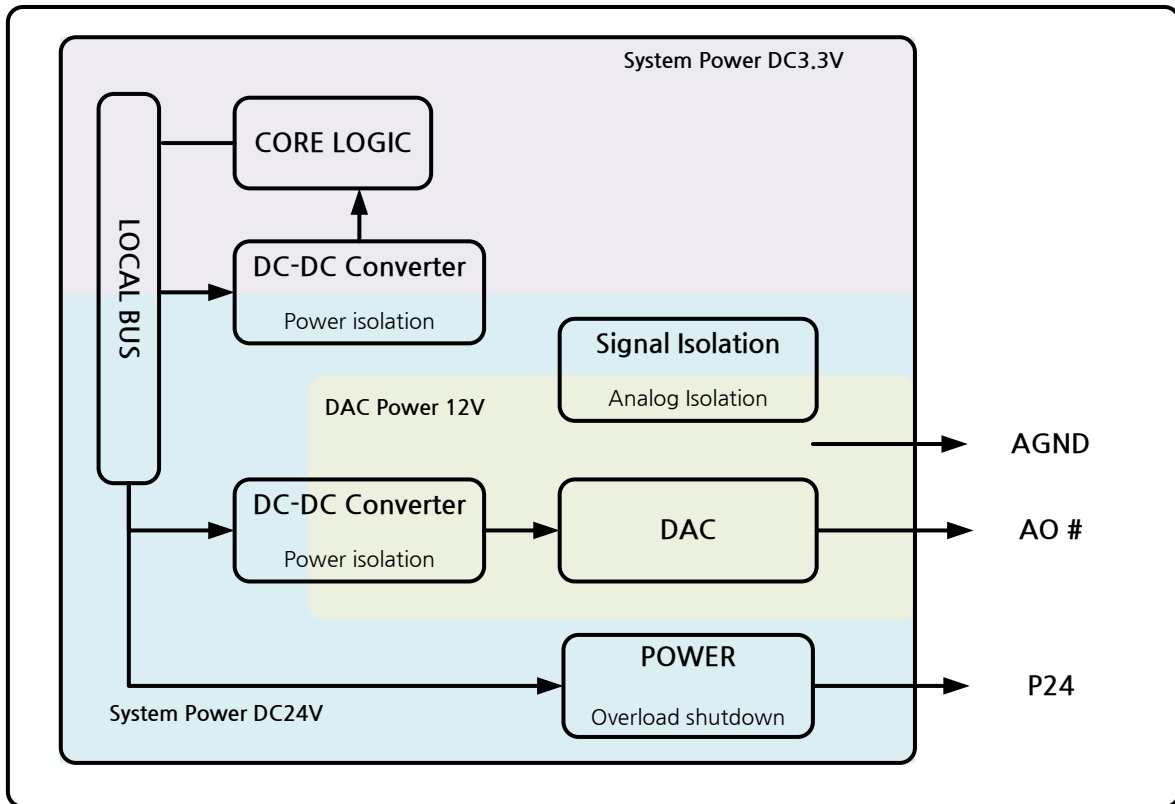 System Power DC3.3V
CORE LOGIC
LOCAL BUS
DC-DC Converter
Power isolation
Signal Isolation
Analog Isolation
DAC Power 12V
AGND
DC-DC Converter
Power isolation
DAC
AO #
POWER
Overload shutdown
P24
System Power DC24V